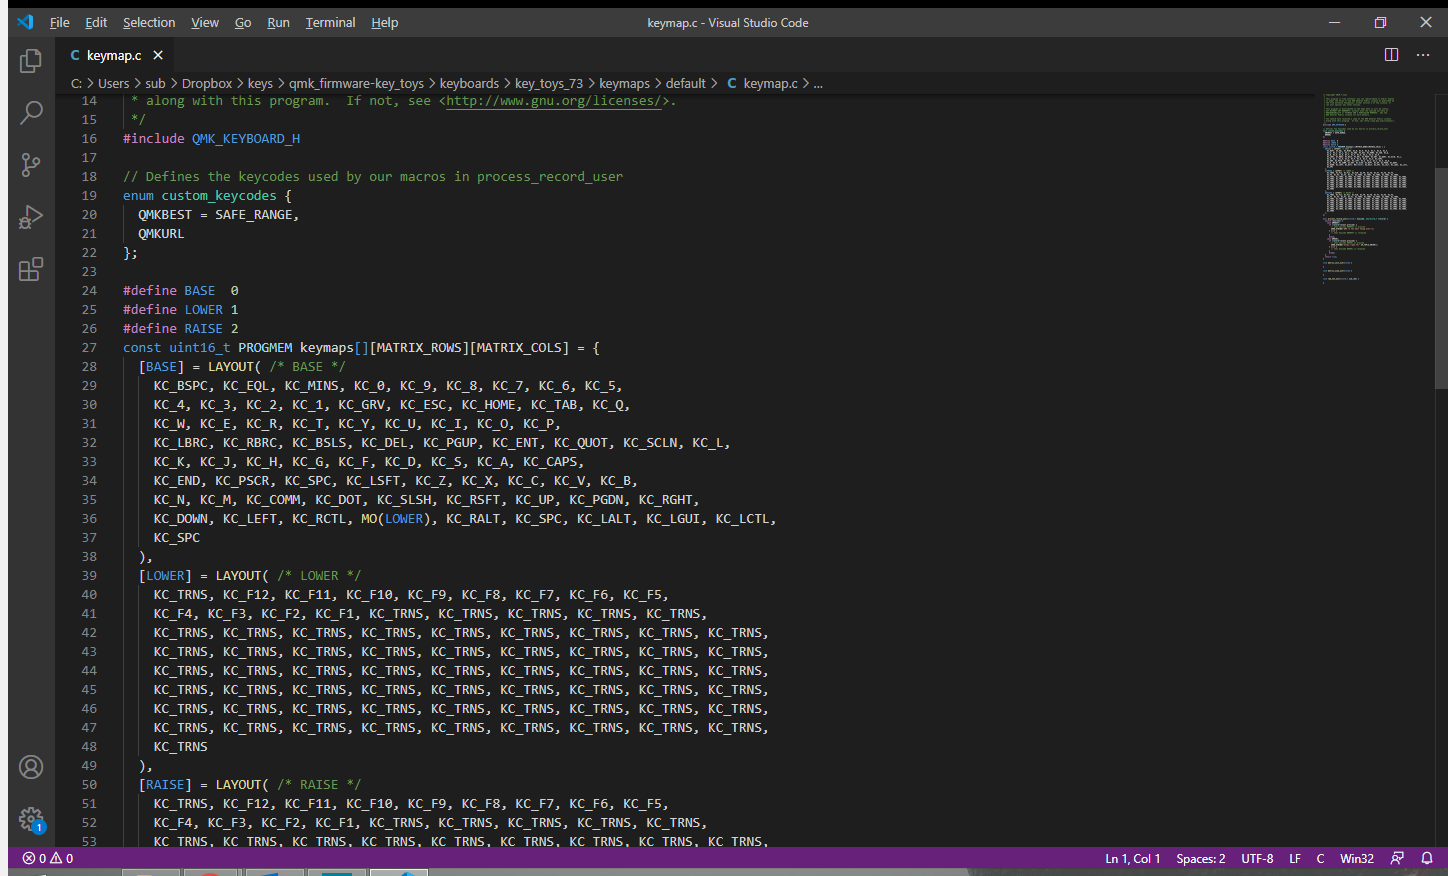 File Edit Selection View Go Run Terminal Help keymap.c - Visual Studio Code
C keymap.c
C: > Users > sub > Dropbox > keys > qmk_firmware-key_toys > keyboards > key_toys_73 > keymaps > default > C keymap.c > ...
14 * along with this program.  If not, see <http://www.gnu.org/licenses/>.
15 */
16 #include QMK_KEYBOARD_H
17
18 // Defines the keycodes used by our macros in process_record_user
19 enum custom_keycodes {
20 QMKBEST = SAFE_RANGE,
21 QMKURL
22 };
23
24 #define BASE  0
25 #define LOWER 1
26 #define RAISE 2
27 const uint16_t PROGMEM keymaps[][MATRIX_ROWS][MATRIX_COLS] = {
28 [BASE] = LAYOUT( /* BASE */
29 KC_BSPC, KC_EQL, KC_MINS, KC_0, KC_9, KC_8, KC_7, KC_6, KC_5,
30 KC_4, KC_3, KC_2, KC_1, KC_GRV, KC_ESC, KC_HOME, KC_TAB, KC_Q,
31 KC_W, KC_E, KC_R, KC_T, KC_Y, KC_U, KC_I, KC_O, KC_P,
32 KC_LBRC, KC_RBRC, KC_BSLS, KC_DEL, KC_PGUP, KC_ENT, KC_QUOT, KC_SCLN, KC_L,
33 KC_K, KC_J, KC_H, KC_G, KC_F, KC_D, KC_S, KC_A, KC_CAPS,
34 KC_END, KC_PSCR, KC_SPC, KC_LSFT, KC_Z, KC_X, KC_C, KC_V, KC_B,
35 KC_N, KC_M, KC_COMM, KC_DOT, KC_SLSH, KC_RSFT, KC_UP, KC_PGDN, KC_RGHT,
36 KC_DOWN, KC_LEFT, KC_RCTL, MO(LOWER), KC_RALT, KC_SPC, KC_LALT, KC_LGUI, KC_LCTL,
37 KC_SPC
38 ),
39 [LOWER] = LAYOUT( /* LOWER */
40 KC_TRNS, KC_F12, KC_F11, KC_F10, KC_F9, KC_F8, KC_F7, KC_F6, KC_F5,
41 KC_F4, KC_F3, KC_F2, KC_F1, KC_TRNS, KC_TRNS, KC_TRNS, KC_TRNS, KC_TRNS,
42 KC_TRNS, KC_TRNS, KC_TRNS, KC_TRNS, KC_TRNS, KC_TRNS, KC_TRNS, KC_TRNS, KC_TRNS,
43 KC_TRNS, KC_TRNS, KC_TRNS, KC_TRNS, KC_TRNS, KC_TRNS, KC_TRNS, KC_TRNS, KC_TRNS,
44 KC_TRNS, KC_TRNS, KC_TRNS, KC_TRNS, KC_TRNS, KC_TRNS, KC_TRNS, KC_TRNS, KC_TRNS,
45 KC_TRNS, KC_TRNS, KC_TRNS, KC_TRNS, KC_TRNS, KC_TRNS, KC_TRNS, KC_TRNS, KC_TRNS,
46 KC_TRNS, KC_TRNS, KC_TRNS, KC_TRNS, KC_TRNS, KC_TRNS, KC_TRNS, KC_TRNS, KC_TRNS,
47 KC_TRNS, KC_TRNS, KC_TRNS, KC_TRNS, KC_TRNS, KC_TRNS, KC_TRNS, KC_TRNS, KC_TRNS,
48 KC_TRNS
49 ),
50 [RAISE] = LAYOUT( /* RAISE */
51 KC_TRNS, KC_F12, KC_F11, KC_F10, KC_F9, KC_F8, KC_F7, KC_F6, KC_F5,
52 KC_F4, KC_F3, KC_F2, KC_F1, KC_TRNS, KC_TRNS, KC_TRNS, KC_TRNS, KC_TRNS,
53 KC_TRNS, KC_TRNS, KC_TRNS, KC_TRNS, KC_TRNS, KC_TRNS, KC_TRNS, KC_TRNS, KC_TRNS,
1
0 0 Ln 1, Col 1 Spaces: 2 UTF-8 LF C Win32